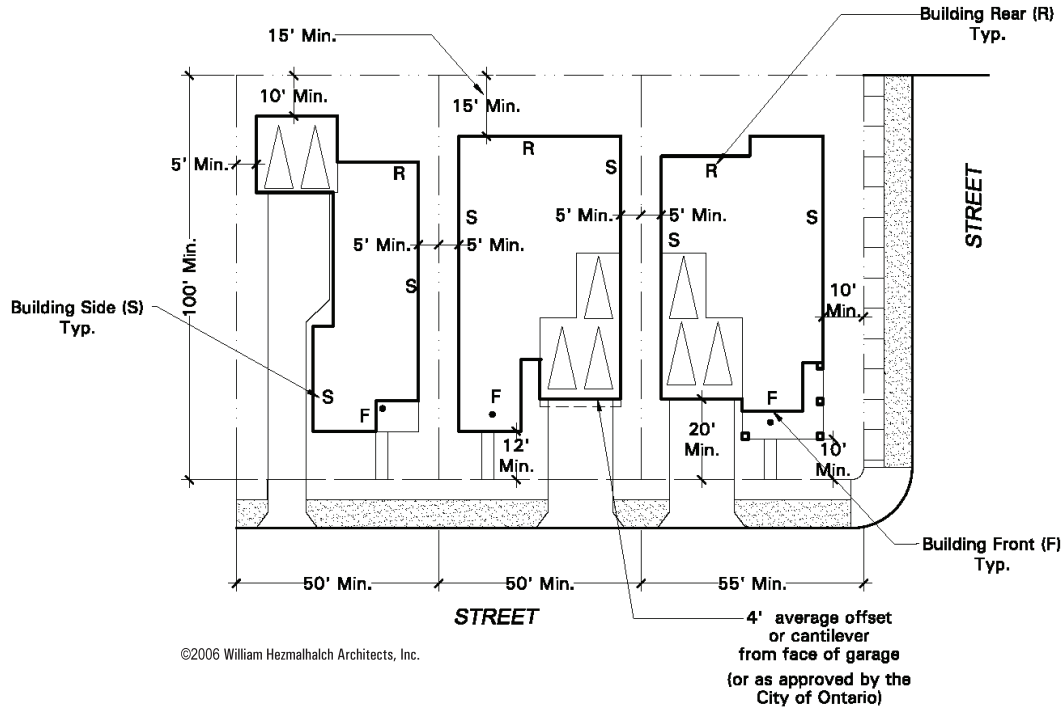 Building Rear (R)
Typ.
15' Min.
10' Min.
15' Min.
5' Min.
R
R
S
R
STREET
S
S
5' Min.
5' Min.
S
5' Min.
5' Min.
100' Min.
S
10'
Min.
Building Side (S)
Typ.
S
F
F
F
12'
Min.
20'
Min.
10'
Min.
Building Front (F)
Typ.
50' Min.
50' Min.
55' Min.
STREET
4' average offset
or cantilever
from face of garage
(or as approved by the
City of Ontario)
©2006 William Hezmalhalch Architects, Inc.